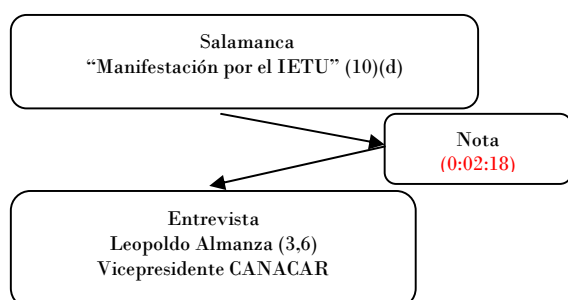 Salamanca
“Manifestación por el IETU” (10)(d)
Nota
(0:02:18)
Entrevista
Leopoldo Almanza (3,6)
Vicepresidente CANACAR